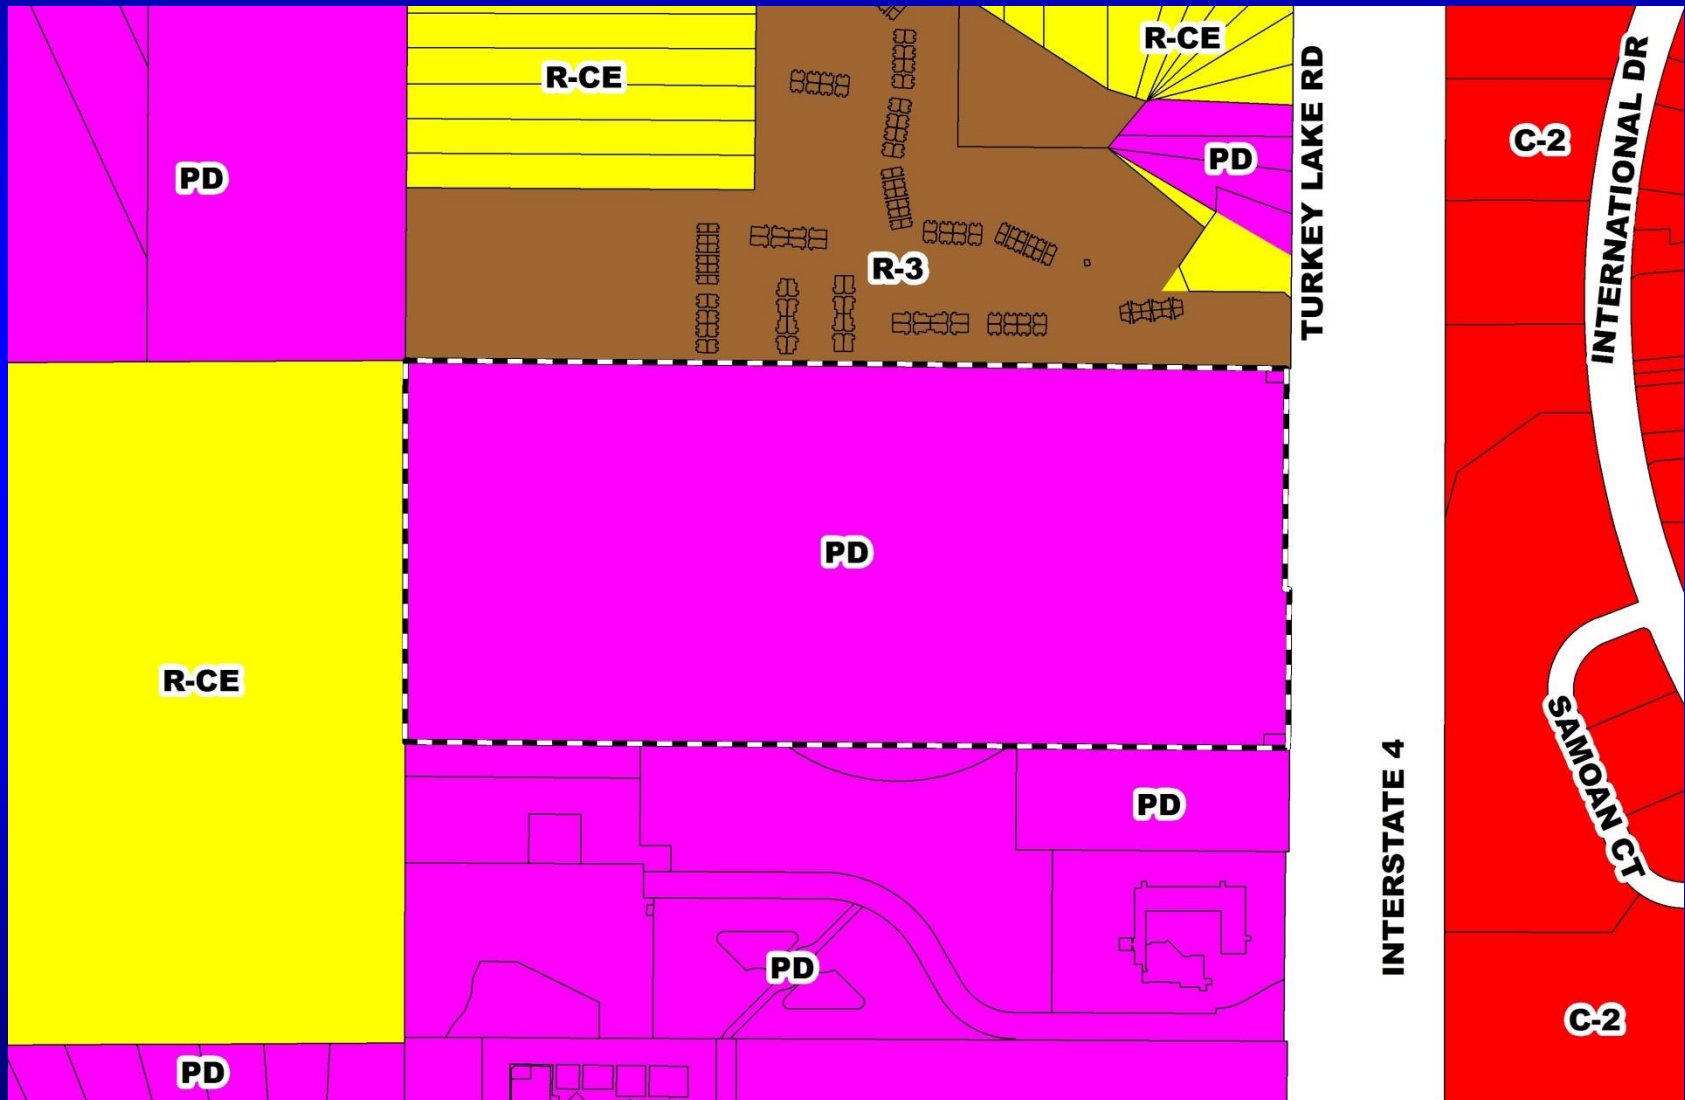 R-CE
R-CE
TURKEY LAKE RD
INTERNATIONAL DR
C-2
PD
PD
R-3
PD
R-CE
SAMOAN CT
INTERSTATE 4
PD
PD
C-2
PD